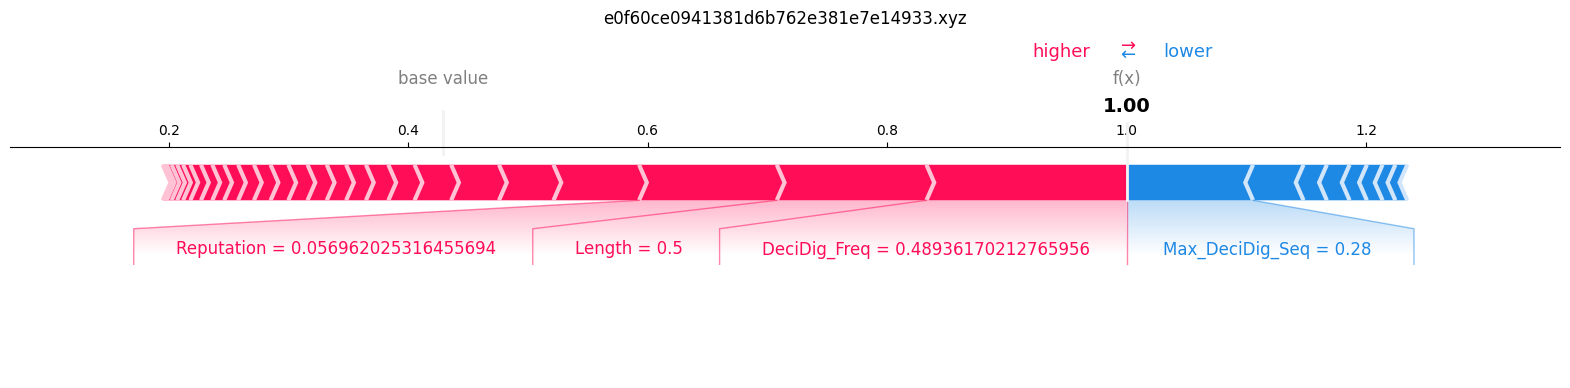 e0f60ce0941381d6b762e381e7e14933.xyz
higher ⇄ lower
base value f(x)
1.00
0.2 0.4 0.6 0.8 1.0 1.2
Reputation = 0.056962025316455694 Length = 0.5 DeciDig_Freq = 0.48936170212765956 Max_DeciDig_Seq = 0.28